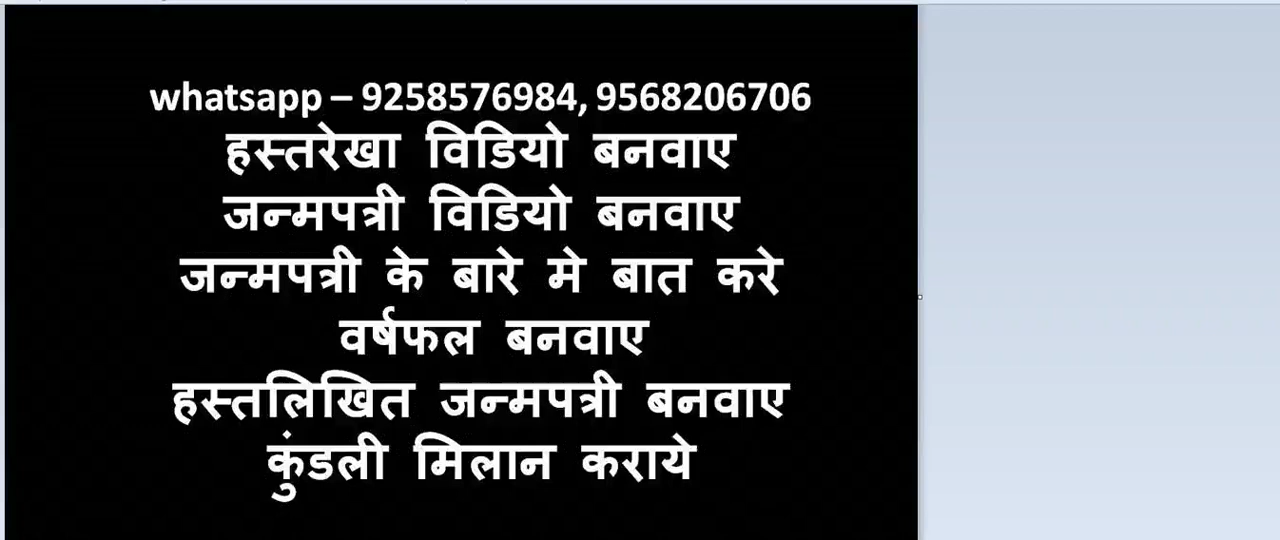 whatsapp – 9258576984, 9568206706
हस्तरेखा विडियो बनवाए
जन्मपत्री विडियो बनवाए
जन्मपत्री के बारे मे बात करे
वर्षफल बनवाए
हस्तलिखित जन्मपत्री बनवाए
कुंडली मिलान कराये